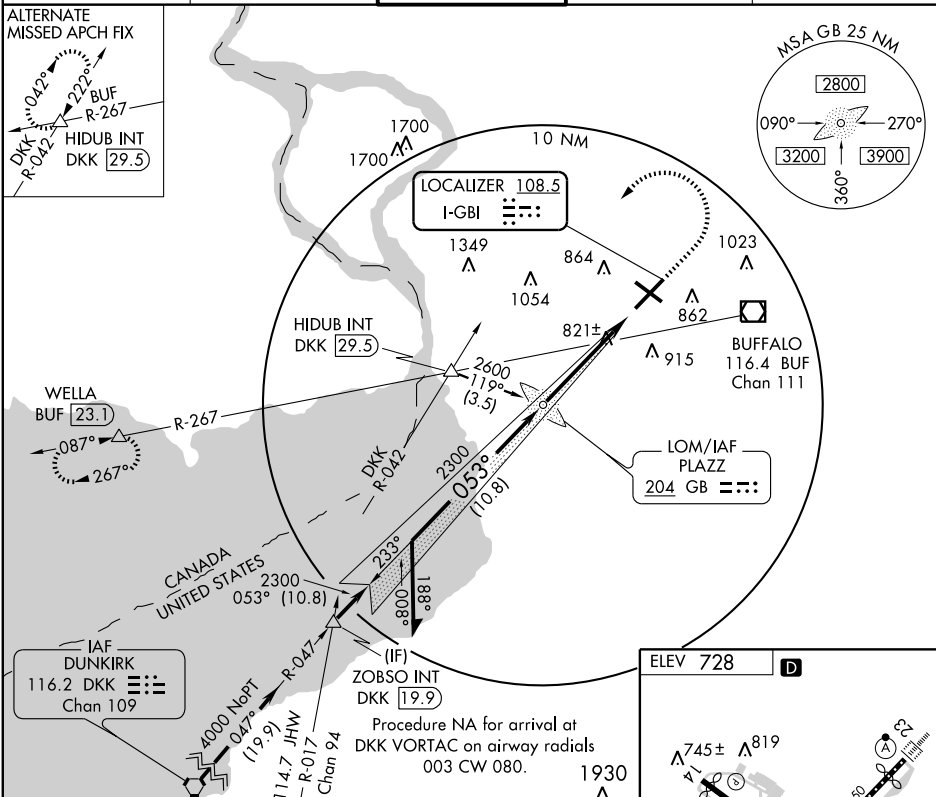 ALTERNATE
MISSED APCH FIX
042°
222°
BUF
R-267
HIDUB INT
DKK 29.5
DKK
R-042
MSA GB 25 NM
2800
090°
270°
3200
3900
360°
1700
1700
10 NM
LOCALIZER 108.5
I-GBI
1349
864
1023
1054
862
821±
915
BUFFALO
116.4 BUF
Chan 111
HIDUB INT
DKK 29.5
2600
119°
(3.5)
WELLA
BUF 23.1
R-267
087°
267°
DKK
R-042
2300
053°
(10.8)
LOM/IAF
PLAZZ
204 GB
CANADA
UNITED STATES
233°
2300
053° (10.8)
008°
188°
IAF
DUNKIRK
116.2 DKK
Chan 109
R-047
4000 NoPT
047°
(19.9)
(IF)
ZOBSO INT
DKK 19.9
114.7 JHW
R-017
Chan 94
Procedure NA for arrival at
DKK VORTAC on airway radials
003 CW 080.
1930
ELEV 728
D
745±
819
14
P
A
23
50